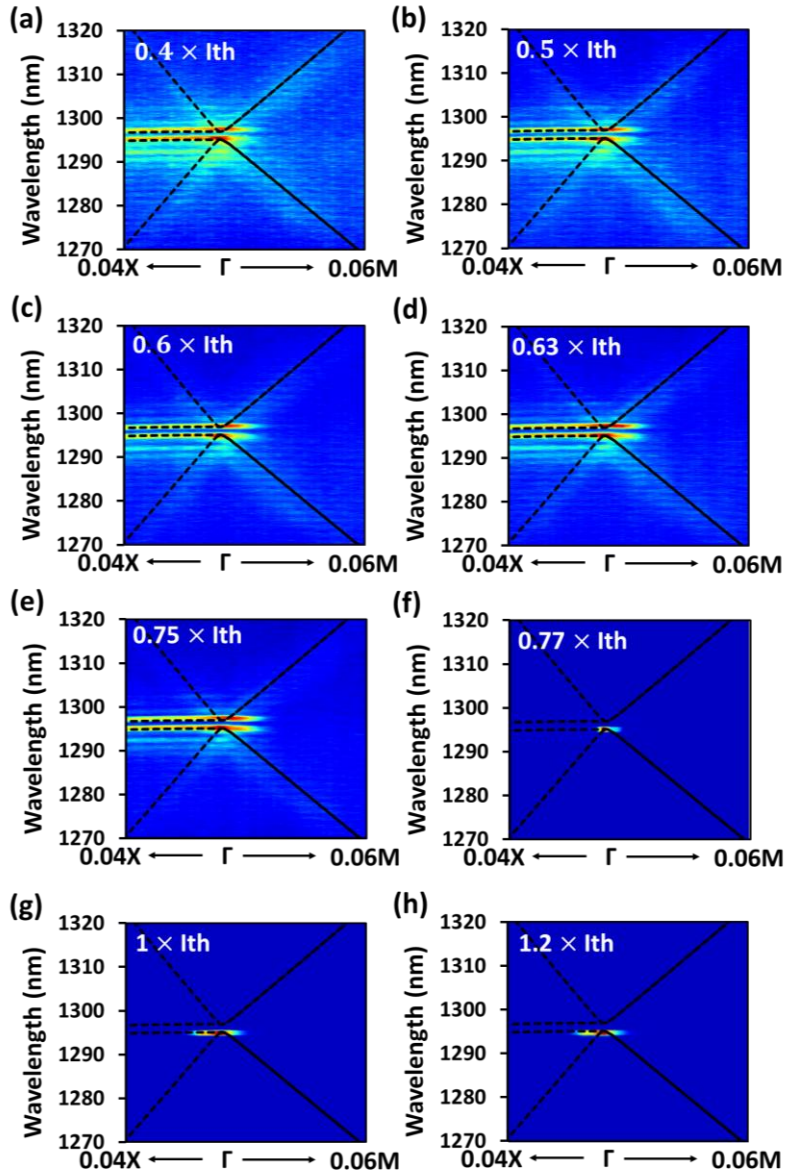 (a)
0.4 × Ith
Wavelength (nm)
1320
1310
1300
1290
1280
1270
0.04X ← Γ → 0.06M
(b)
0.5 × Ith
Wavelength (nm)
1320
1310
1300
1290
1280
1270
0.04X ← Γ → 0.06M
(c)
0.6 × Ith
Wavelength (nm)
1320
1310
1300
1290
1280
1270
0.04X ← Γ → 0.06M
(d)
0.63 × Ith
Wavelength (nm)
1320
1310
1300
1290
1280
1270
0.04X ← Γ → 0.06M
(e)
0.75 × Ith
Wavelength (nm)
1320
1310
1300
1290
1280
1270
0.04X ← Γ → 0.06M
(f)
0.77 × Ith
Wavelength (nm)
1320
1310
1300
1290
1280
1270
0.04X ← Γ → 0.06M
(g)
1 × Ith
Wavelength (nm)
1320
1310
1300
1290
1280
1270
0.04X ← Γ → 0.06M
(h)
1.2 × Ith
Wavelength (nm)
1320
1310
1300
1290
1280
1270
0.04X ← Γ → 0.06M